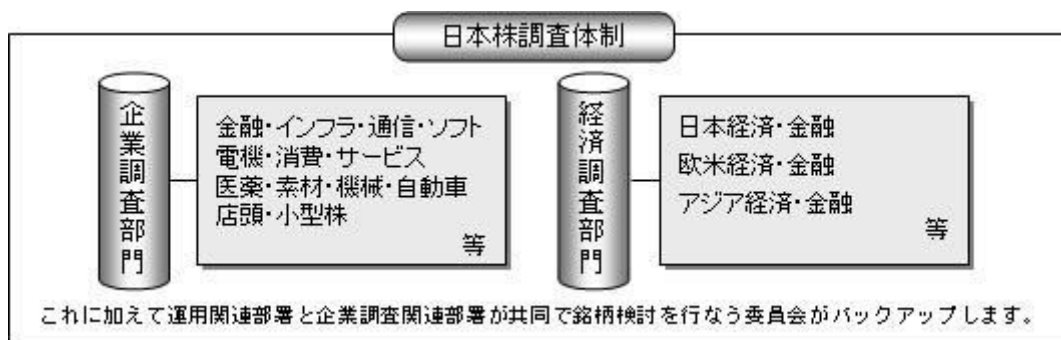 日本株調査体制
企業調査部門
金融・インフラ・通信・ソフト
電機・消費・サービス
医薬・素材・機械・自動車
店頭・小型株
等
経済調査部門
日本経済・金融
欧米経済・金融
アジア経済・金融
等
これに加えて運用関連部署と企業調査関連部署が共同で銘柄検討を行なう委員会がバックアップします。